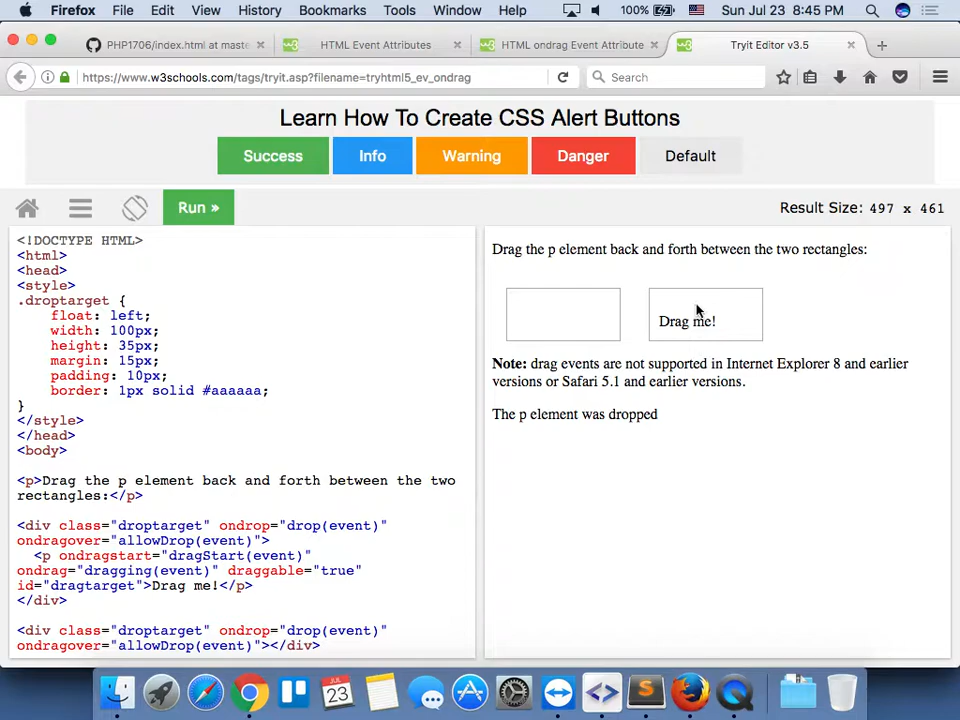 Firefox File Edit View History Bookmarks Tools Window Help 100% Sun Jul 23 8:45 PM
PHP1706/index.html at maste
HTML Event Attributes
HTML ondrag Event Attribute
Tryit Editor v3.5
https://www.w3schools.com/tags/tryit.asp?filename=tryhtml5_ev_ondrag
Search
Learn How To Create CSS Alert Buttons
Success Info Warning Danger Default
Run »
Result Size: 497 x 461
<!DOCTYPE HTML>
<html>
<head>
<style>
.droptarget {
    float: left;
    width: 100px;
    height: 35px;
    margin: 15px;
    padding: 10px;
    border: 1px solid #aaaaaa;
}
</style>
</head>
<body>
<p>Drag the p element back and forth between the two
rectangles:</p>
<div class="droptarget" ondrop="drop(event)"
ondragover="allowDrop(event)">
  <p ondragstart="dragStart(event)"
ondrag="dragging(event)" draggable="true"
id="dragtarget">Drag me!</p>
</div>
<div class="droptarget" ondrop="drop(event)"
ondragover="allowDrop(event)"></div>
Drag the p element back and forth between the two rectangles:
Drag me!
Note: drag events are not supported in Internet Explorer 8 and earlier
versions or Safari 5.1 and earlier versions.
The p element was dropped
JUL
23